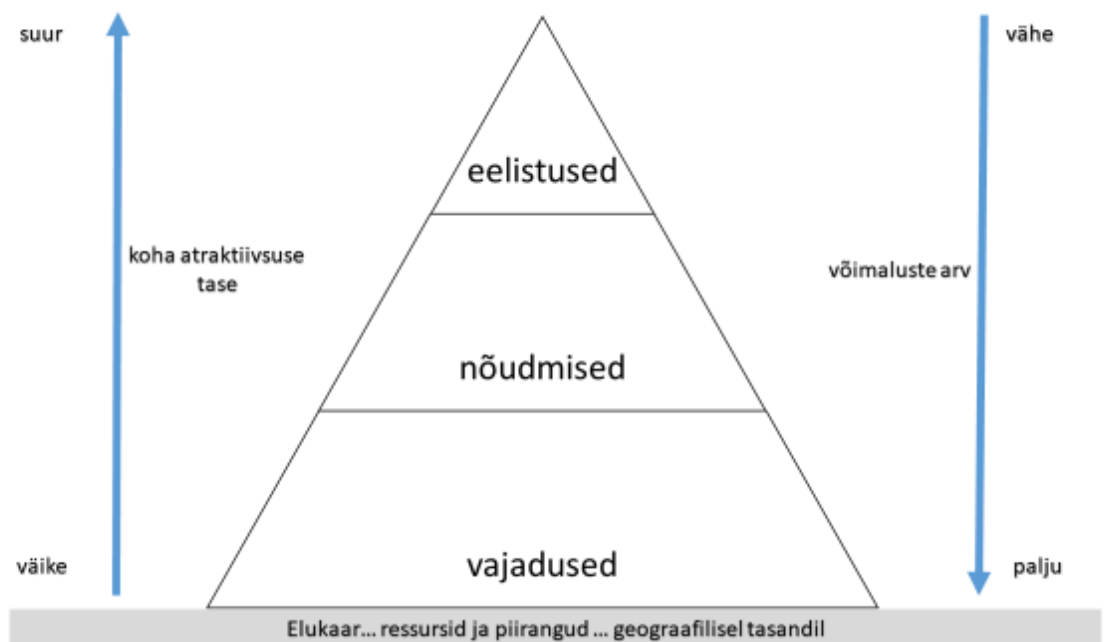 suur
vähe
eelistused
koha atraktiivsuse
tase
võimaluste arv
nõudmised
väike
vajadused
palju
Elukaar... ressursid ja piirangud ... geograafilisel tasandil